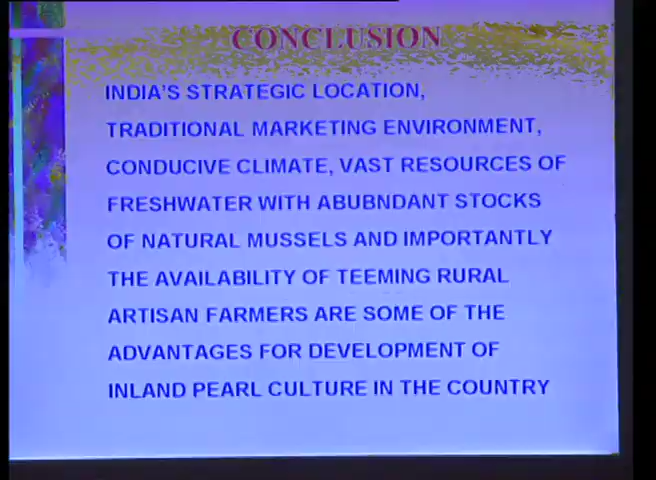 CONCLUSION
INDIA'S STRATEGIC LOCATION,
TRADITIONAL MARKETING ENVIRONMENT,
CONDUCIVE CLIMATE, VAST RESOURCES OF
FRESHWATER WITH ABUBNDANT STOCKS
OF NATURAL MUSSELS AND IMPORTANTLY
THE AVAILABILITY OF TEEMING RURAL
ARTISAN FARMERS ARE SOME OF THE
ADVANTAGES FOR DEVELOPMENT OF
INLAND PEARL CULTURE IN THE COUNTRY